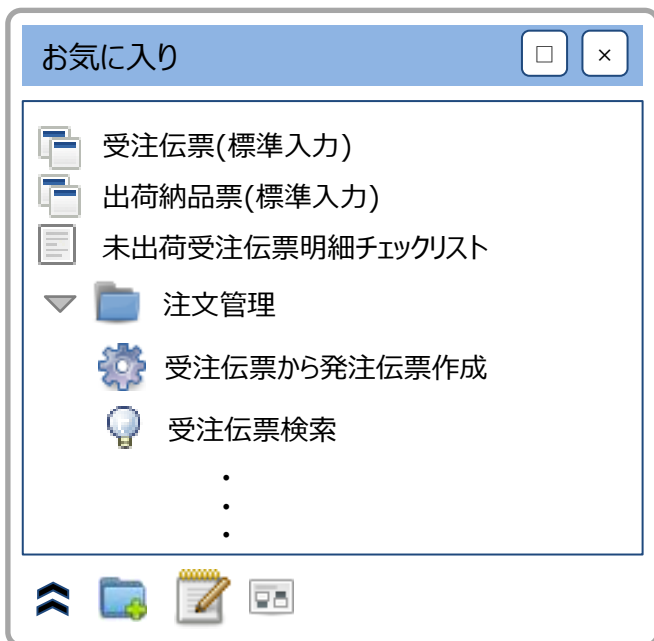 お気に入り
受注伝票(標準入力)
出荷納品票(標準入力)
未出荷受注伝票明細チェックリスト
注文管理
受注伝票から発注伝票作成
受注伝票検索
・
・
・